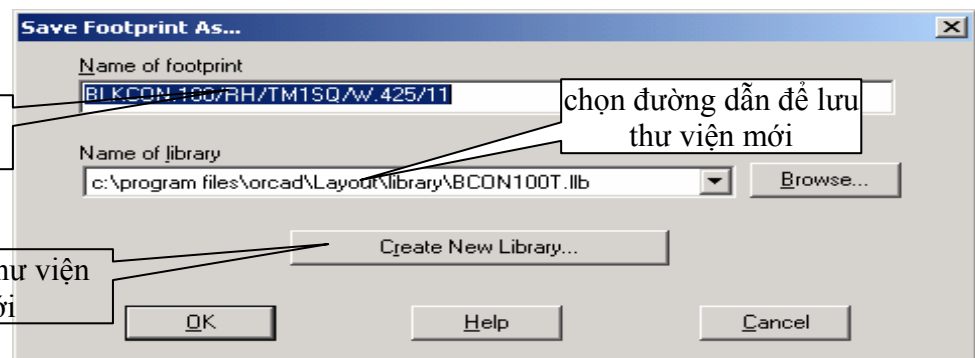 Save Footprint As...
Name of footprint
BLKCON.100/RH/TM1SQ/W.425/11
chọn đường dẫn để lưu
thư viện mới
Name of library
c:\program files\orcad\Layout\library\BCON100T.llb
Browse...
Create New Library...
viện
OK
Help
Cancel